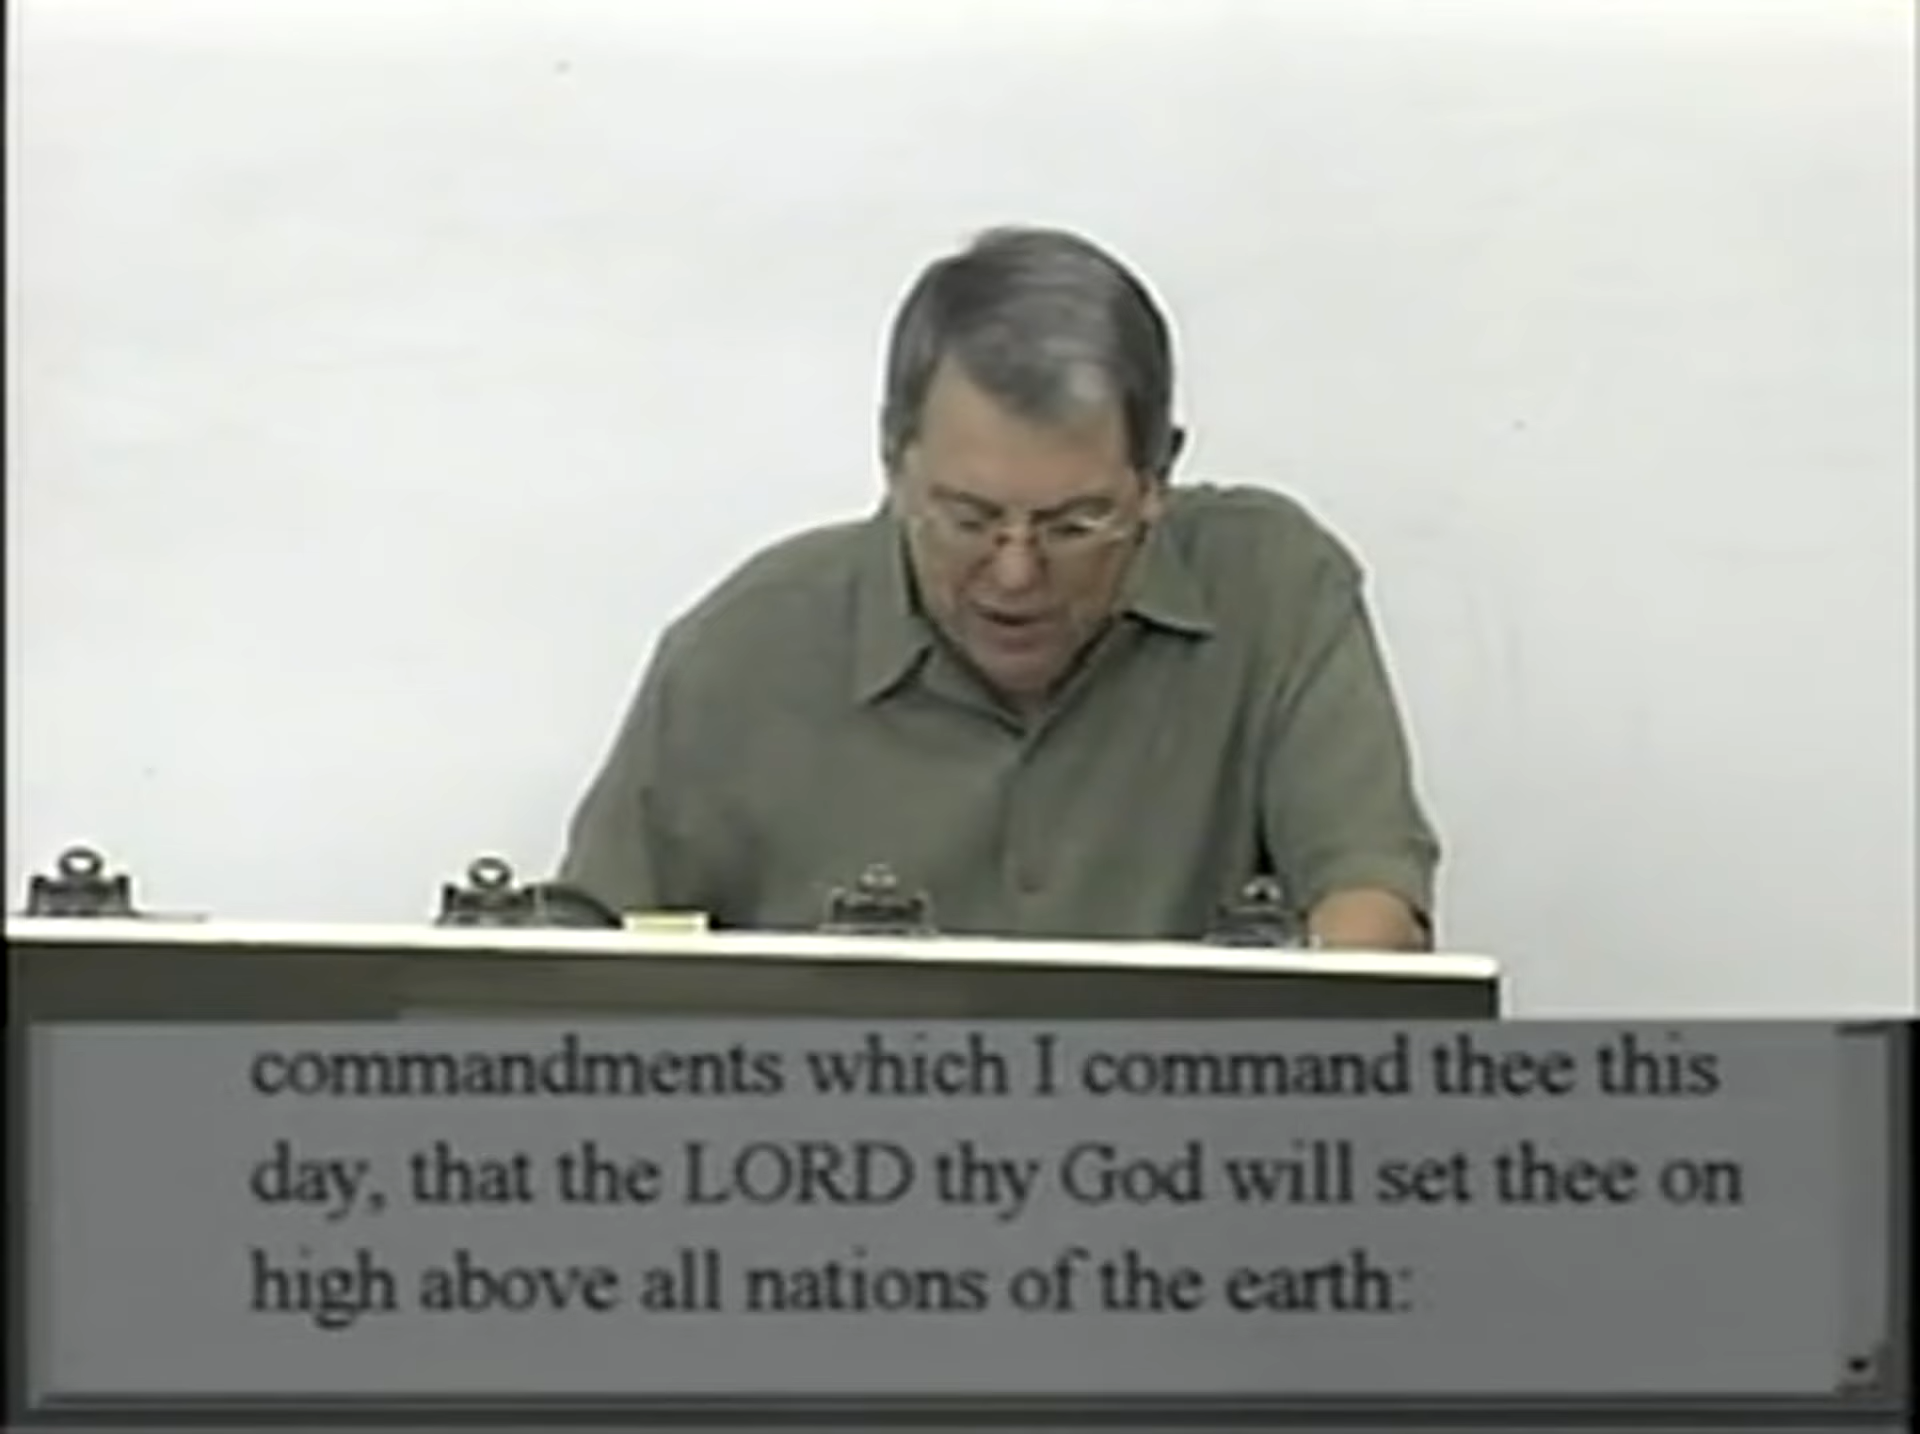 commandments which I command thee this
day, that the LORD thy God will set thee on
high above all nations of the earth: